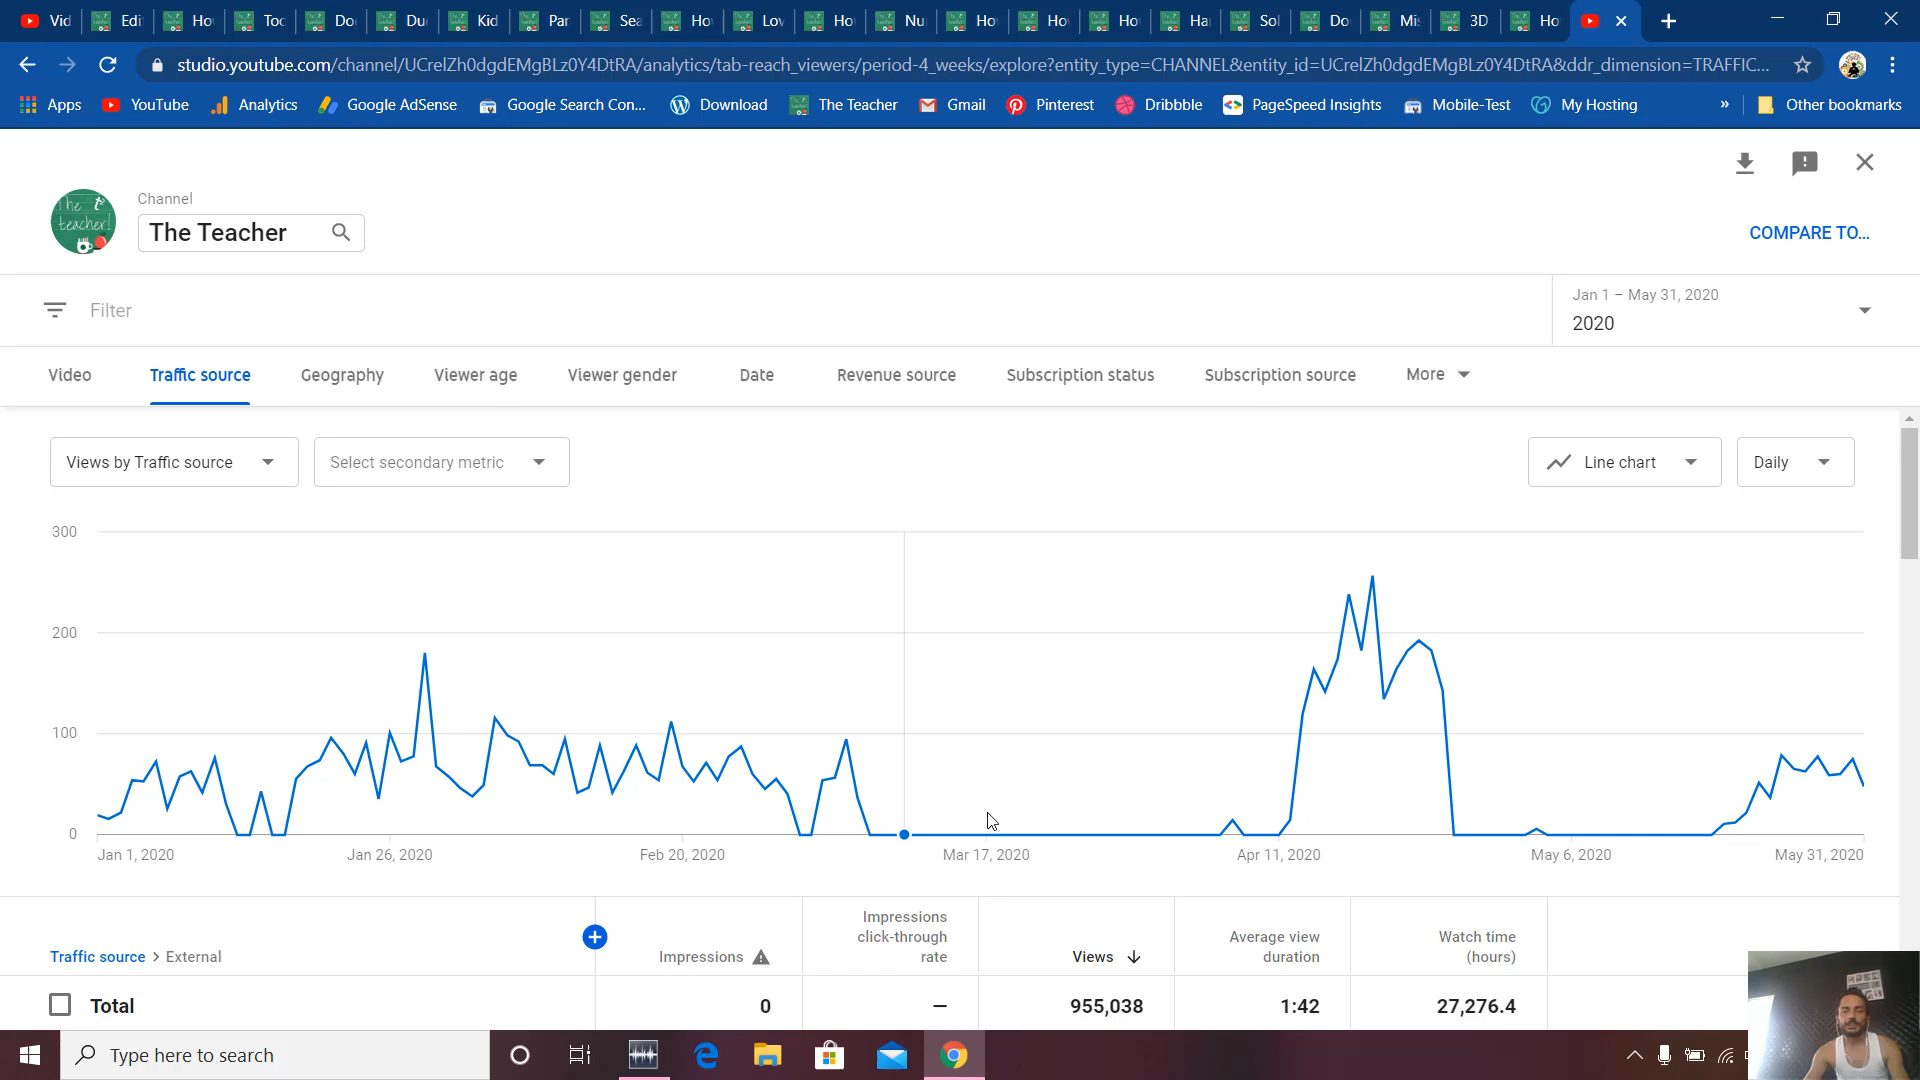 Vid Edi Ho Too Do Du Kid Par Sea Ho Lov Ho Nu Ho Ho Ho Ha Sol Do Mis 3D Ho
studio.youtube.com/channel/UCrelZh0dgdEMgBLz0Y4DtRA/analytics/tab-reach_viewers/period-4_weeks/explore?entity_type=CHANNEL&entity_id=UCrelZh0dgdEMgBLz0Y4DtRA&ddr_dimension=TRAFFIC...
Apps YouTube Analytics Google AdSense Google Search Con... Download The Teacher Gmail Pinterest Dribbble PageSpeed Insights Mobile-Test My Hosting » Other bookmarks
The t
teacher!
Channel
The Teacher
COMPARE TO...
Filter
Jan 1 – May 31, 2020
2020
Video Traffic source Geography Viewer age Viewer gender Date Revenue source Subscription status Subscription source More
Views by Traffic source Select secondary metric Line chart Daily
300
200
100
0
Jan 1, 2020 Jan 26, 2020 Feb 20, 2020 Mar 17, 2020 Apr 11, 2020 May 6, 2020 May 31, 2020
Traffic source > External
Impressions
Impressions
click-through
rate
Views
Average view
duration
Watch time
(hours)
Total 0 — 955,038 1:42 27,276.4
Type here to search